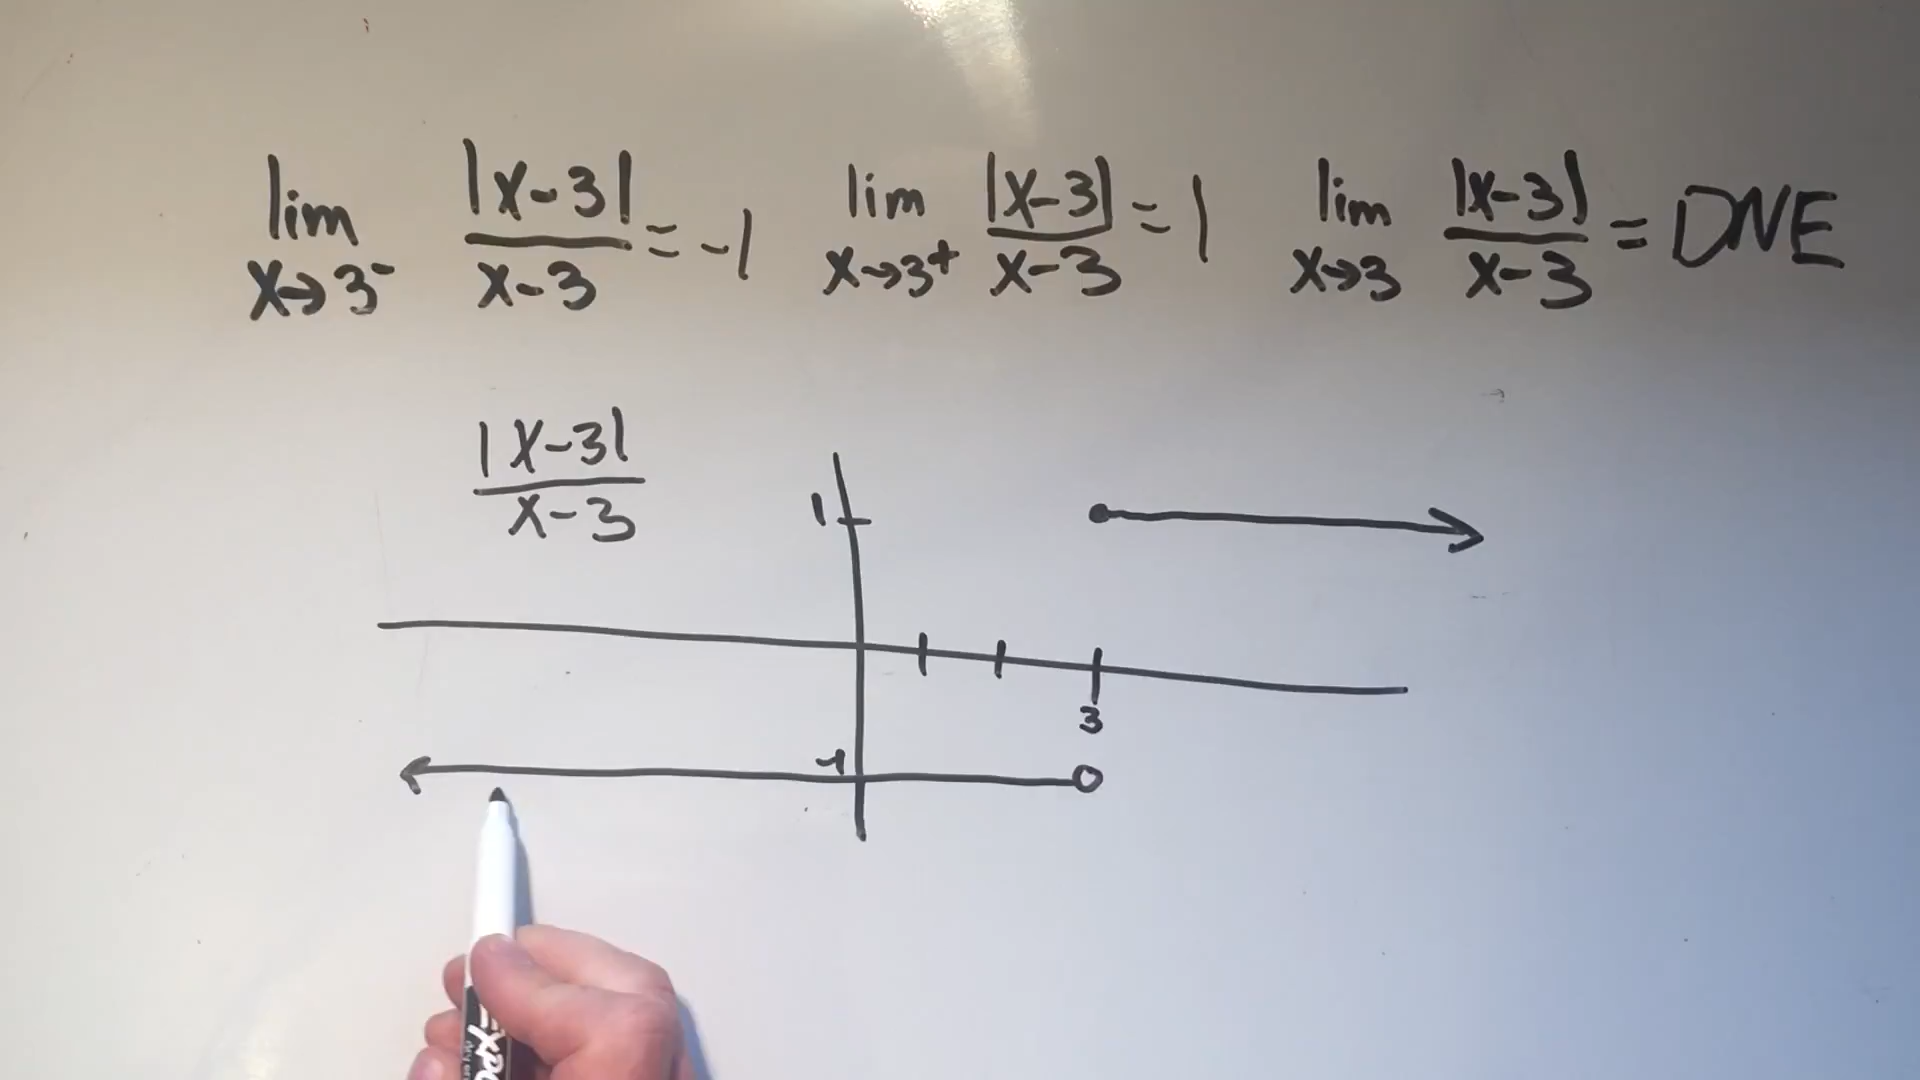 lim x→3⁻ |x-3|/(x-3) = -1   lim x→3⁺ |x-3|/(x-3) = 1   lim x→3 |x-3|/(x-3) = DNE
|x-3|/(x-3)
1
3
-1
EXPO